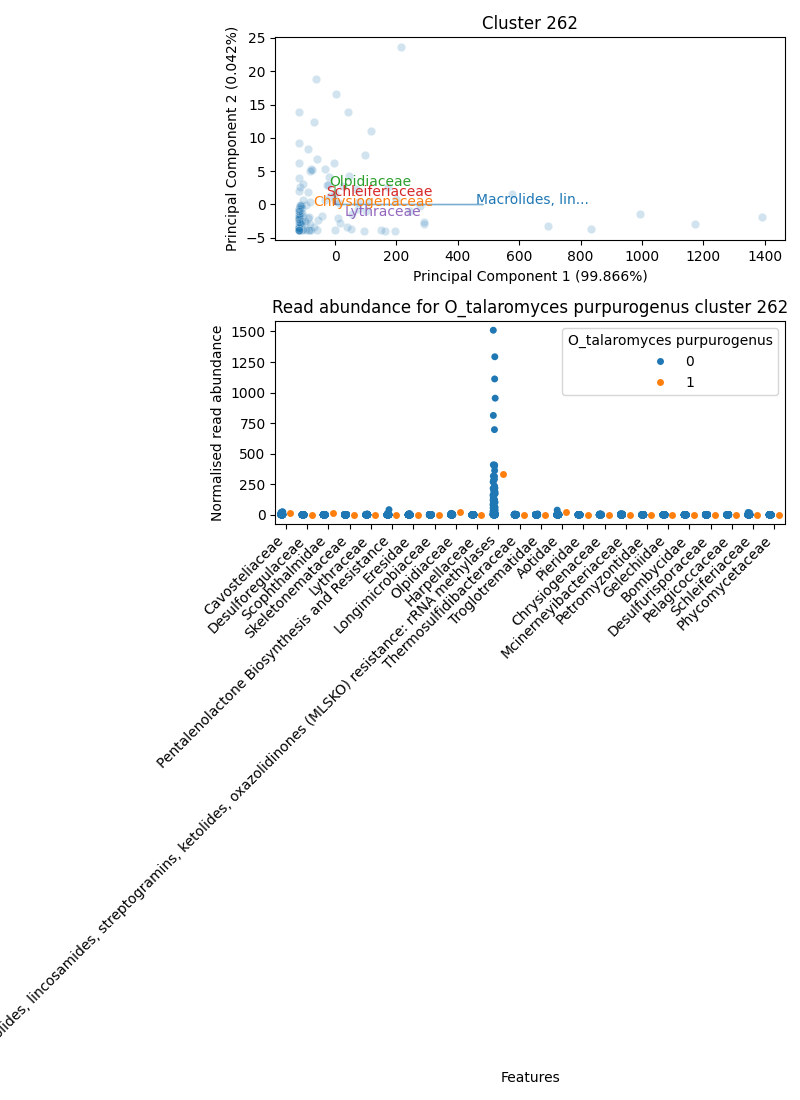 Cluster 262
25
20
15
10
5
0
−5
Principal Component 2 (0.042%)
Olpidiaceae
Schleiferiaceae
Macrolides, lin...
Chrysiogenaceae
Lythraceae
0 200 400 600 800 1000 1200 1400
Principal Component 1 (99.866%)
Read abundance for O_talaromyces purpurogenus cluster 262
1500
1250
1000
750
500
250
0
Normalised read abundance
O_talaromyces purpurogenus
0
1
Cavosteliaceae
Desulforegulaceae
Scophthalmidae
Skeletonemataceae
Lythraceae
Pentalenolactone Biosynthesis and Resistance
Eresidae
Longimicrobiaceae
Olpidiaceae
Harpellaceae
lides, lincosamides, streptogramins, ketolides, oxazolidinones (MLSKO) resistance: rRNA methylases
Thermosulfidibacteraceae
Troglotrematidae
Aotidae
Pieridae
Chrysiogenaceae
Mcinerneyibacteriaceae
Petromyzontidae
Gelechiidae
Bombycidae
Desulfurisporaceae
Pelagicoccaceae
Schleiferiaceae
Phycomycetaceae
Features